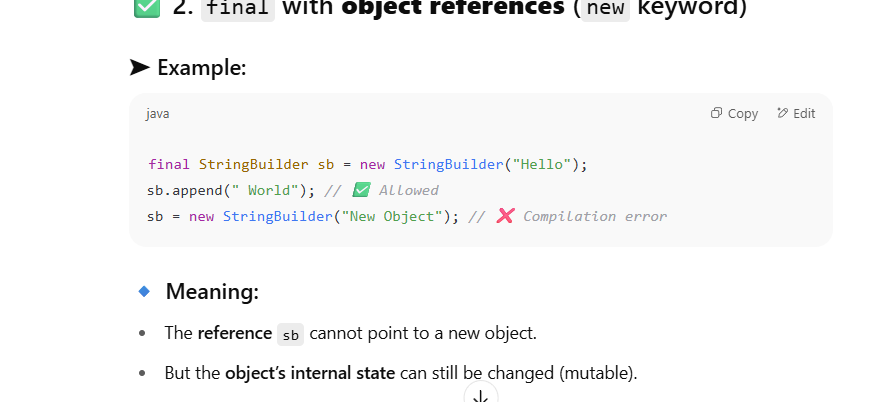 ✅ 2. final with object references (new keyword)
➤ Example:
java Copy Edit
final StringBuilder sb = new StringBuilder("Hello");
sb.append(" World"); // ✅ Allowed
sb = new StringBuilder("New Object"); // ❌ Compilation error
🔹 Meaning:
• The reference sb cannot point to a new object.
• But the object's internal state can still be changed (mutable).